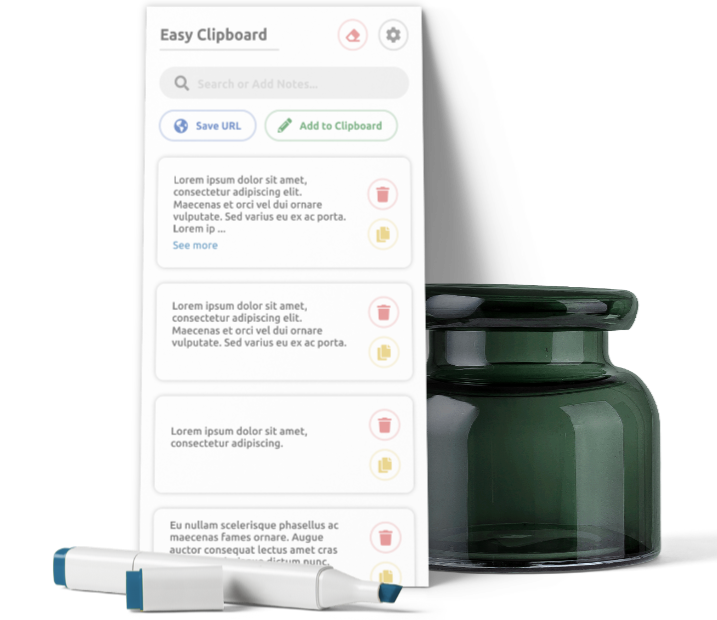 Easy Clipboard
Search or Add Notes...
Save URL
Add to Clipboard
Lorem ipsum dolor sit amet,
consectetur adipiscing elit.
Maecenas et orci vel dui ornare
vulputate. Sed varius eu ex ac porta.
Lorem ip ...
See more
Lorem ipsum dolor sit amet,
consectetur adipiscing elit.
Maecenas et orci vel dui ornare
vulputate. Sed varius eu ex ac porta.
Lorem ipsum dolor sit amet,
consectetur adipiscing.
Eu nullam scelerisque phasellus ac
maecenas fames ornare. Augue
auctor consequat lectus amet cras
dictum nunc.